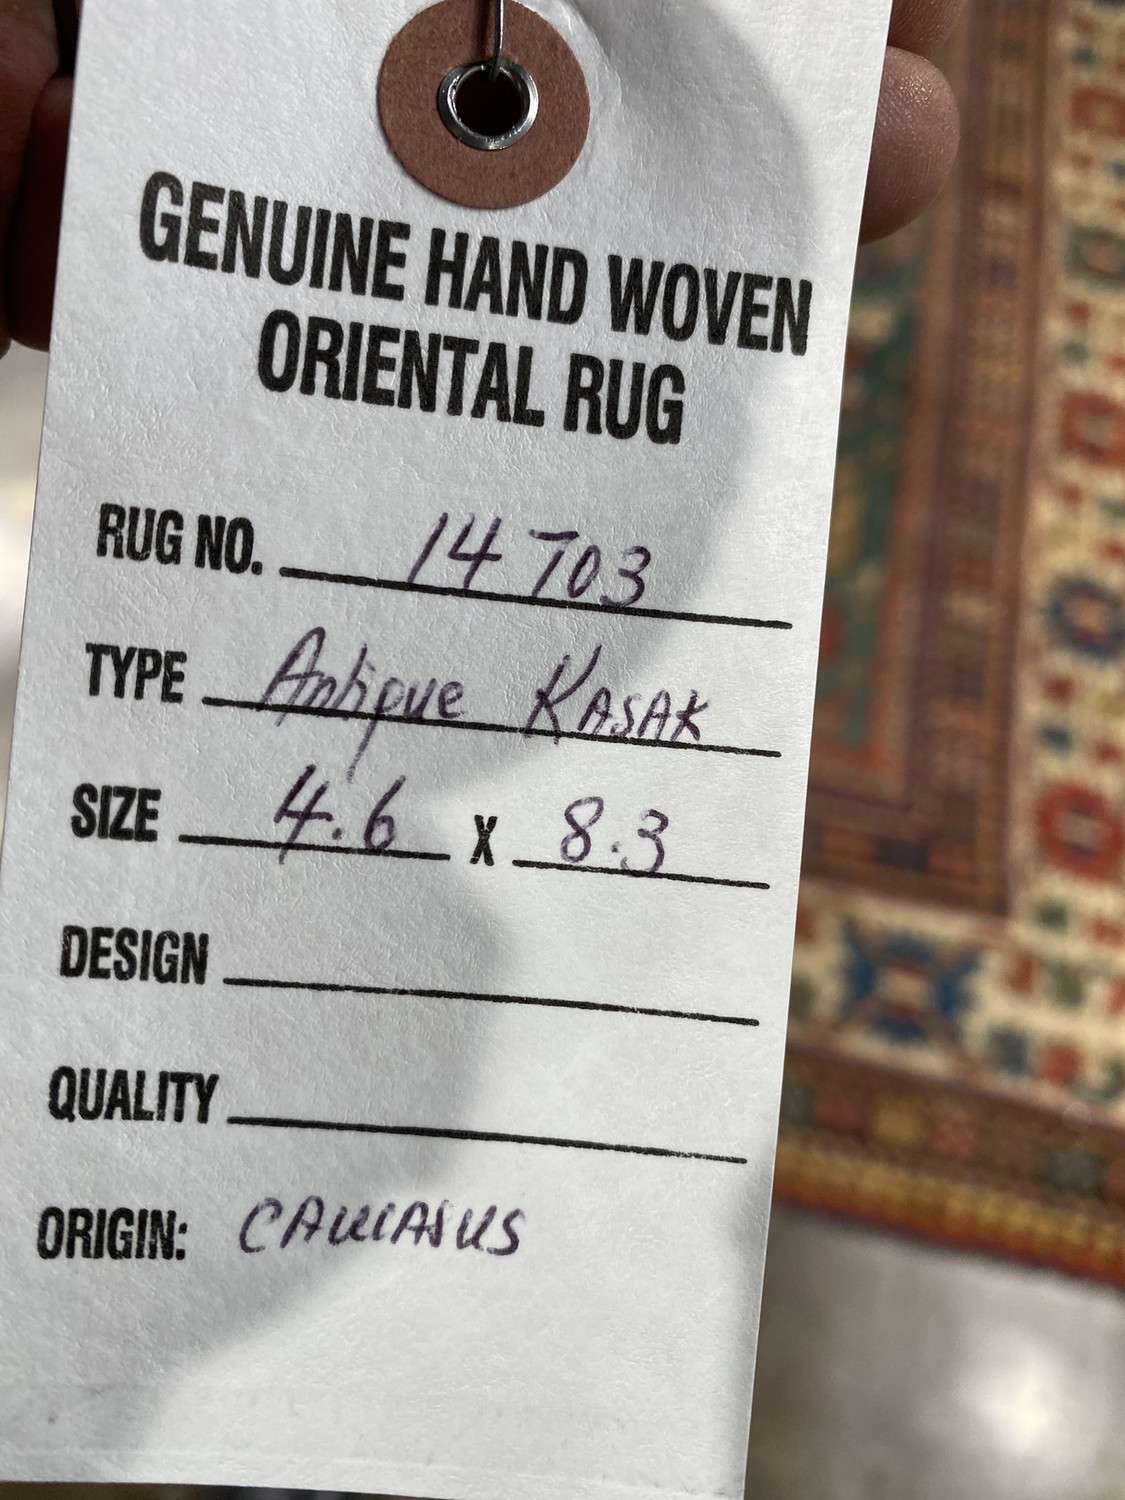 GENUINE HAND WOVEN
ORIENTAL RUG
RUG NO. 14703
TYPE Antique KASAK
SIZE 4.6 X 8.3
DESIGN
QUALITY
ORIGIN: CAUCASUS